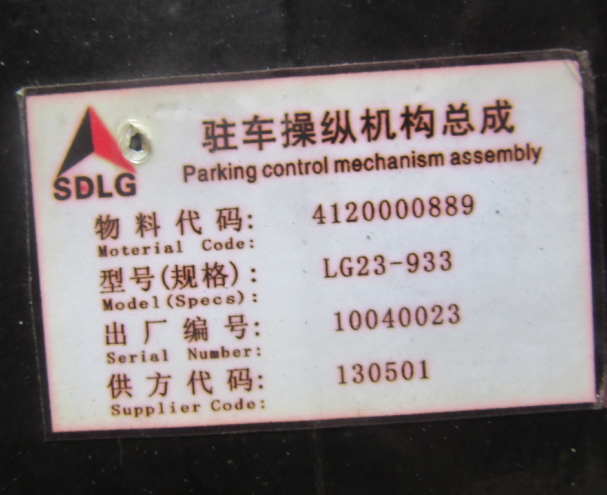 SDLG
驻车操纵机构总成
Parking control mechanism assembly
物料代码: 4120000889
Moterial Code:
型号(规格): LG23-933
Model(Specs):
出厂编号: 10040023
Serial Number:
供方代码: 130501
Supplier Code: